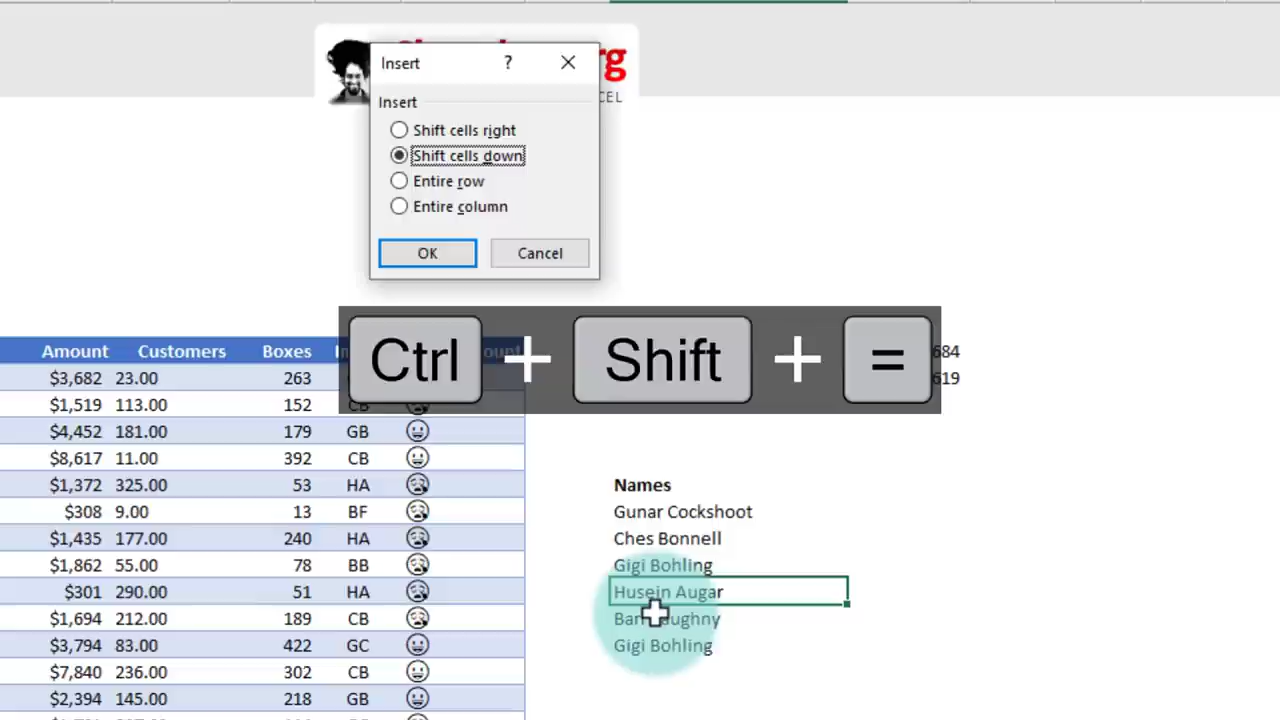 Insert ?
Insert
Shift cells right
Shift cells down
Entire row
Entire column
OK Cancel
Ctrl + Shift + =
Amount Customers Boxes
$3,682 23.00 263
$1,519 113.00 152 CB
$4,452 181.00 179 GB
$8,617 11.00 392 CB
$1,372 325.00 53 HA
$308 9.00 13 BF
$1,435 177.00 240 HA
$1,862 55.00 78 BB
$301 290.00 51 HA
$1,694 212.00 189 CB
$3,794 83.00 422 GC
$7,840 236.00 302 CB
$2,394 145.00 218 GB
684
619
Names
Gunar Cockshoot
Ches Bonnell
Gigi Bohling
Husein Augar
Gigi Bohling